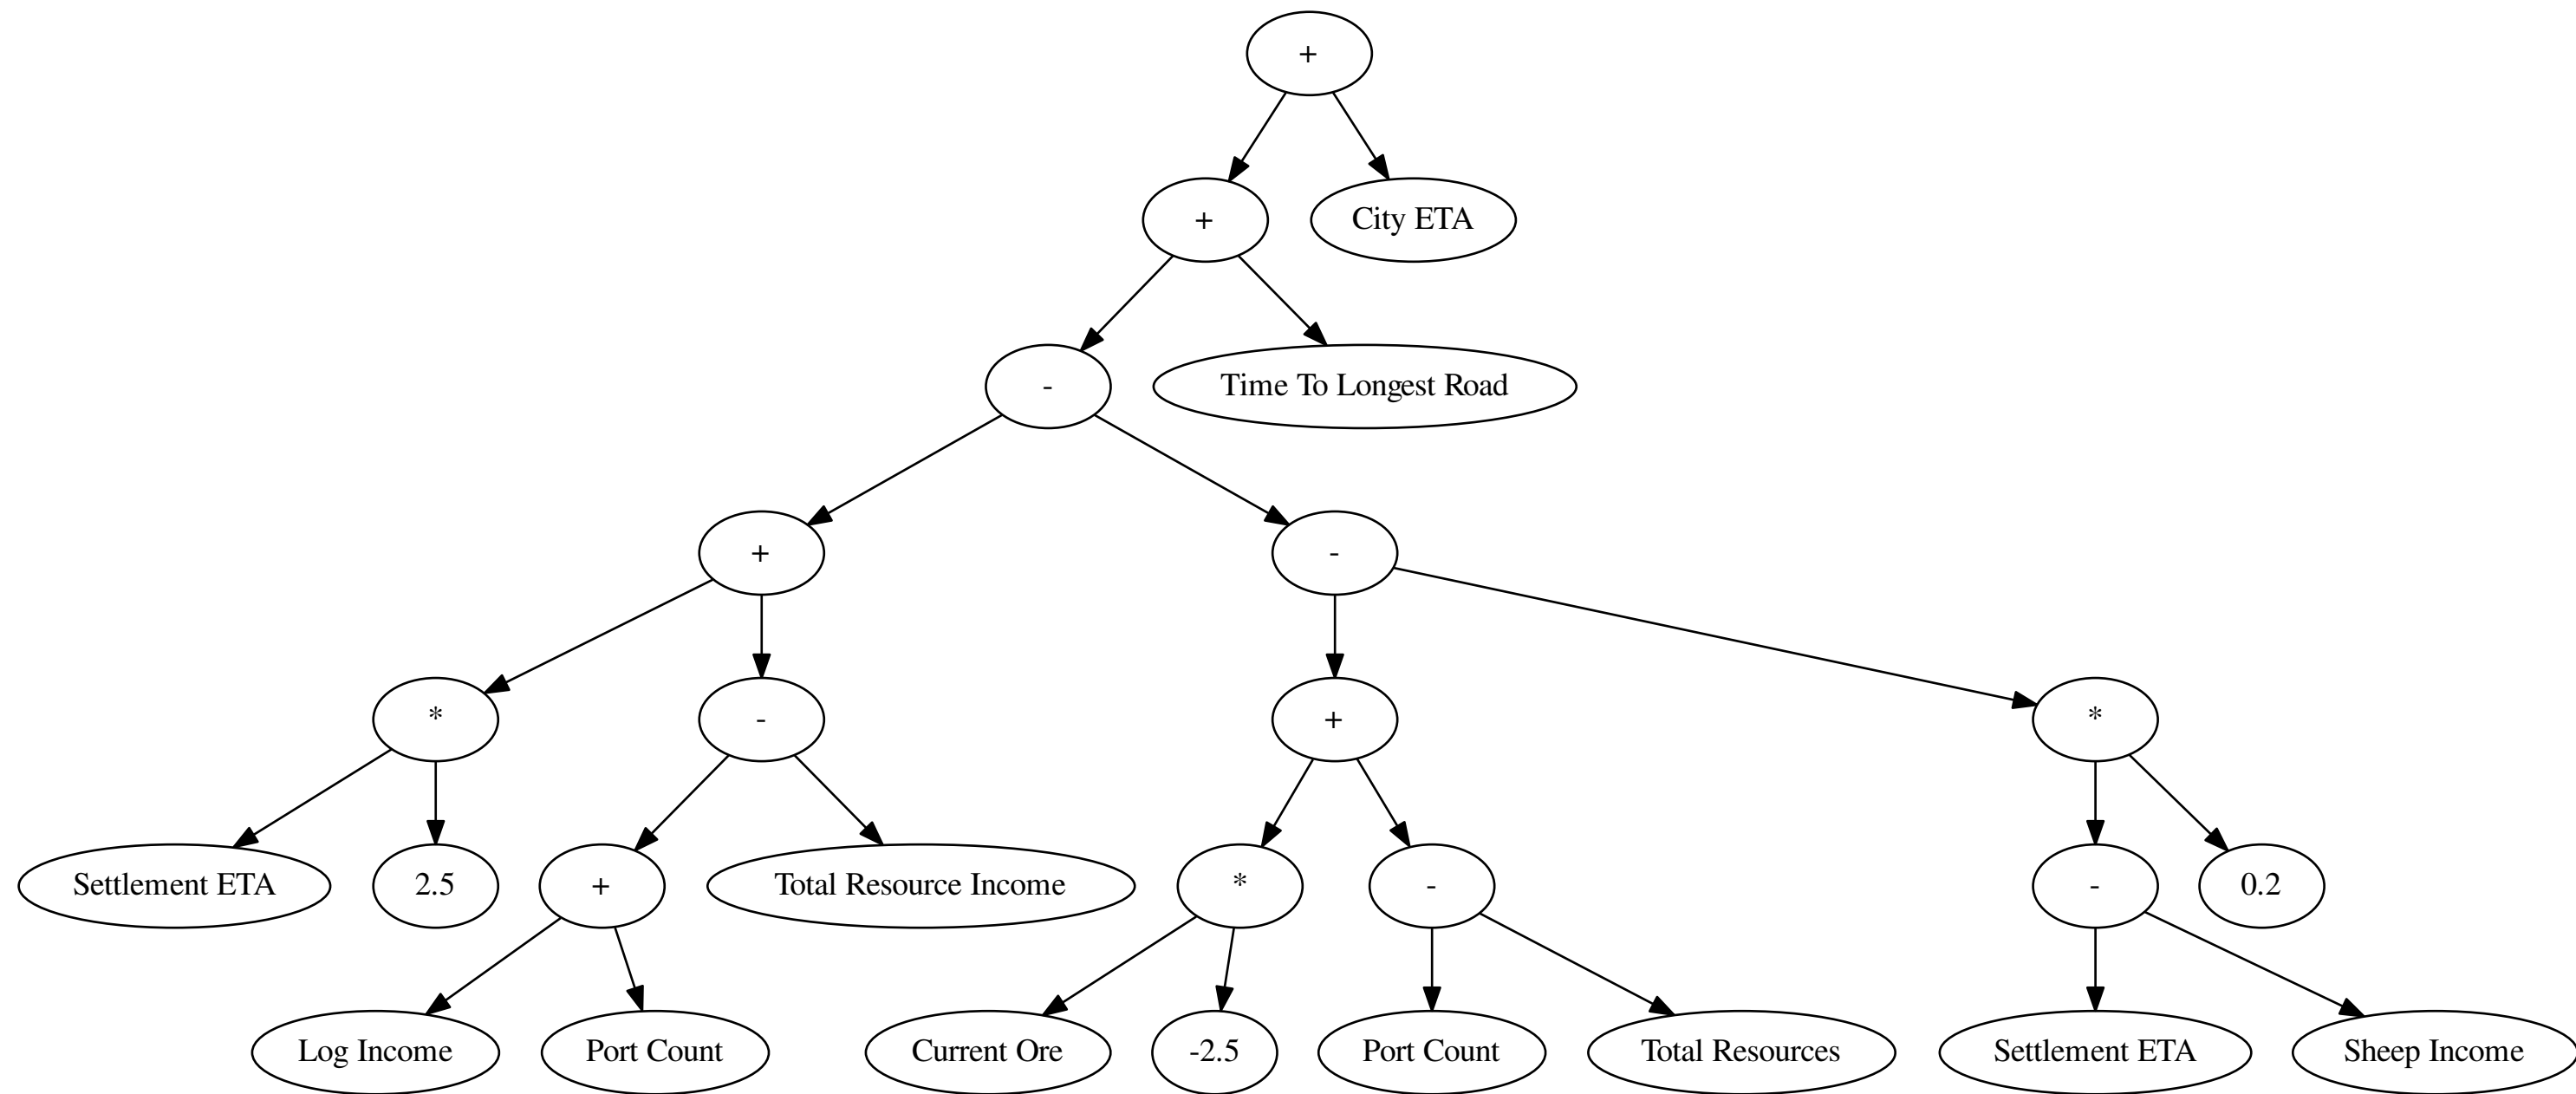 +
+
City ETA
-
Time To Longest Road
+
-
*
-
+
*
Settlement ETA
2.5
+
Total Resource Income
*
-
-
0.2
Log Income
Port Count
Current Ore
-2.5
Port Count
Total Resources
Settlement ETA
Sheep Income